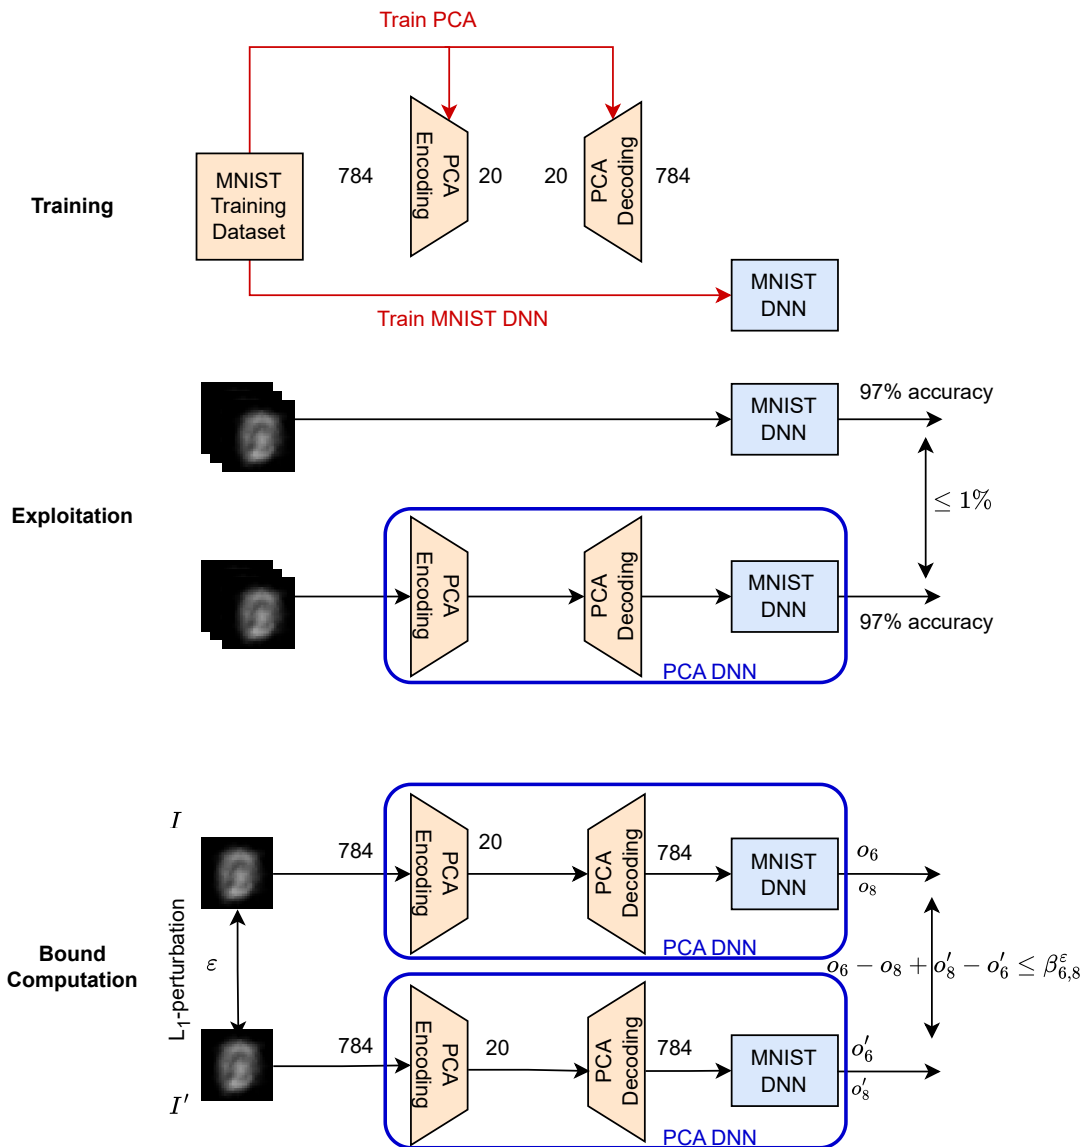 Train PCA
MNIST
Training
Dataset
784
PCA
Encoding
20
20
PCA
Decoding
784
Training
MNIST
DNN
Train MNIST DNN
MNIST
DNN
97% accuracy
≤ 1%
Exploitation
PCA
Encoding
PCA
Decoding
MNIST
DNN
97% accuracy
PCA DNN
I
784
PCA
Encoding
20
PCA
Decoding
784
MNIST
DNN
o₆
o₈
PCA DNN
L₁-perturbation
ε
Bound
Computation
o₆ − o₈ + o′₈ − o′₆ ≤ β^ε_{6,8}
784
PCA
Encoding
20
PCA
Decoding
784
MNIST
DNN
o′₆
o′₈
I′
PCA DNN